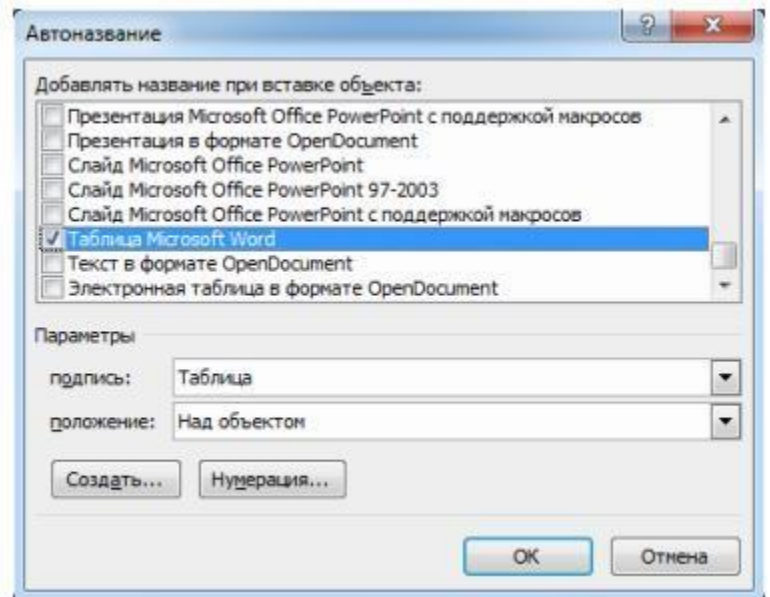 Автоназвание
Добавлять название при вставке объекта:
Презентация Microsoft Office PowerPoint с поддержкой макросов
Презентация в формате OpenDocument
Слайд Microsoft Office PowerPoint
Слайд Microsoft Office PowerPoint 97-2003
Слайд Microsoft Office PowerPoint с поддержкой макросов
Таблица Microsoft Word
Текст в формате OpenDocument
Электронная таблица в формате OpenDocument
Параметры
подпись: Таблица
положение: Над объектом
Создать... Нумерация...
ОК Отмена